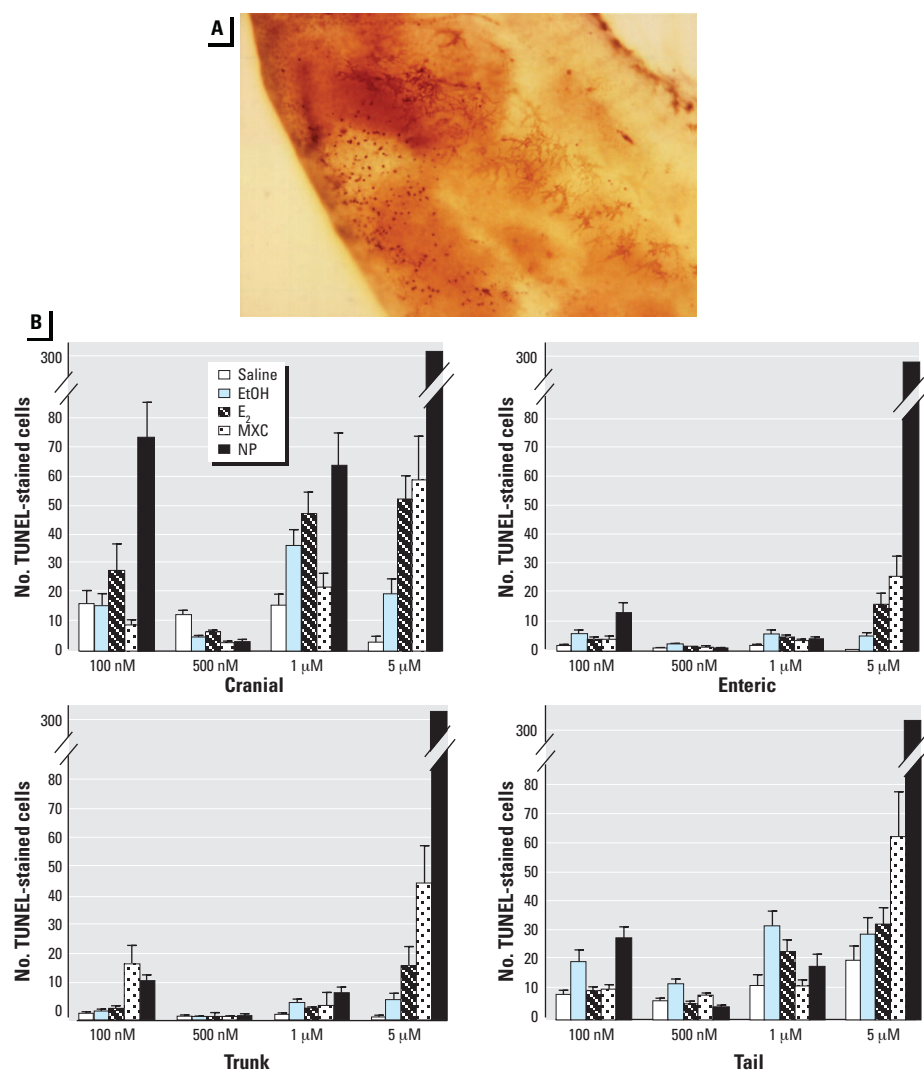 A
B
No. TUNEL-stained cells
300
80
70
60
50
40
30
20
10
0
Saline
EtOH
E2
MXC
NP
100 nM 500 nM 1 μM 5 μM
Cranial
No. TUNEL-stained cells
300
80
70
60
50
40
30
20
10
0
100 nM 500 nM 1 μM 5 μM
Enteric
No. TUNEL-stained cells
300
80
70
60
50
40
30
20
10
0
100 nM 500 nM 1 μM 5 μM
Trunk
No. TUNEL-stained cells
300
80
70
60
50
40
30
20
10
0
100 nM 500 nM 1 μM 5 μM
Tail